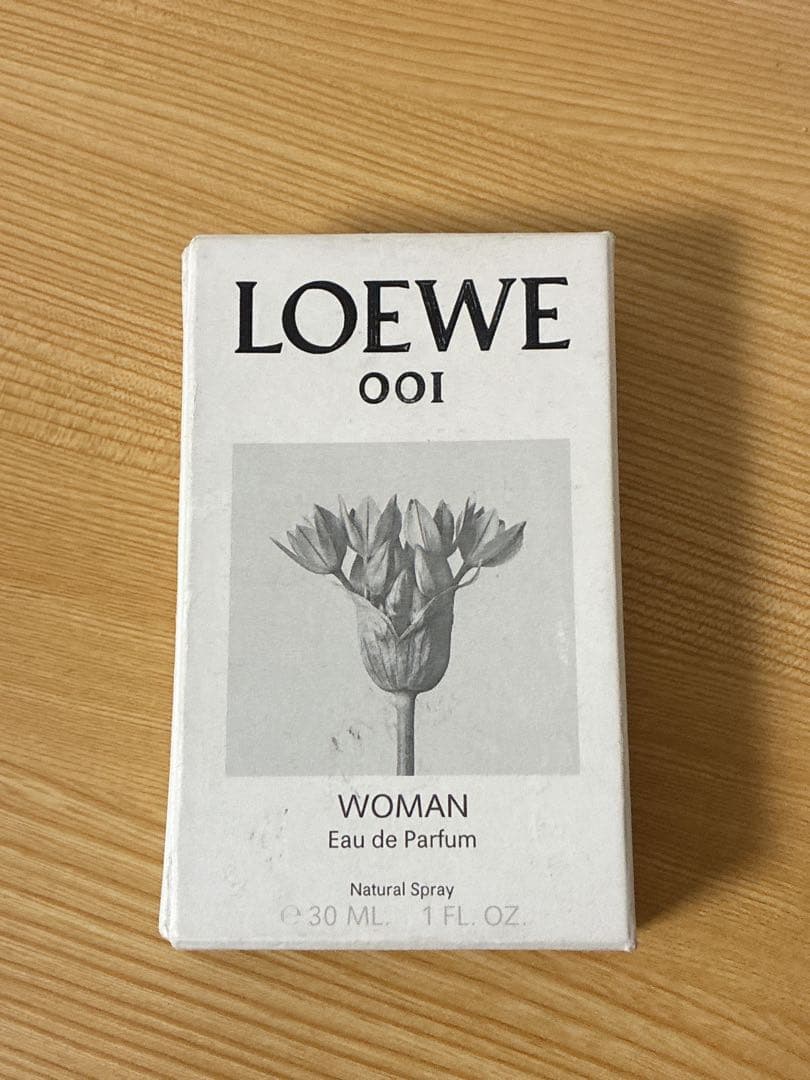 LOEWE
001
WOMAN
Eau de Parfum
Natural Spray
℮ 30 ML. 1 FL. OZ.